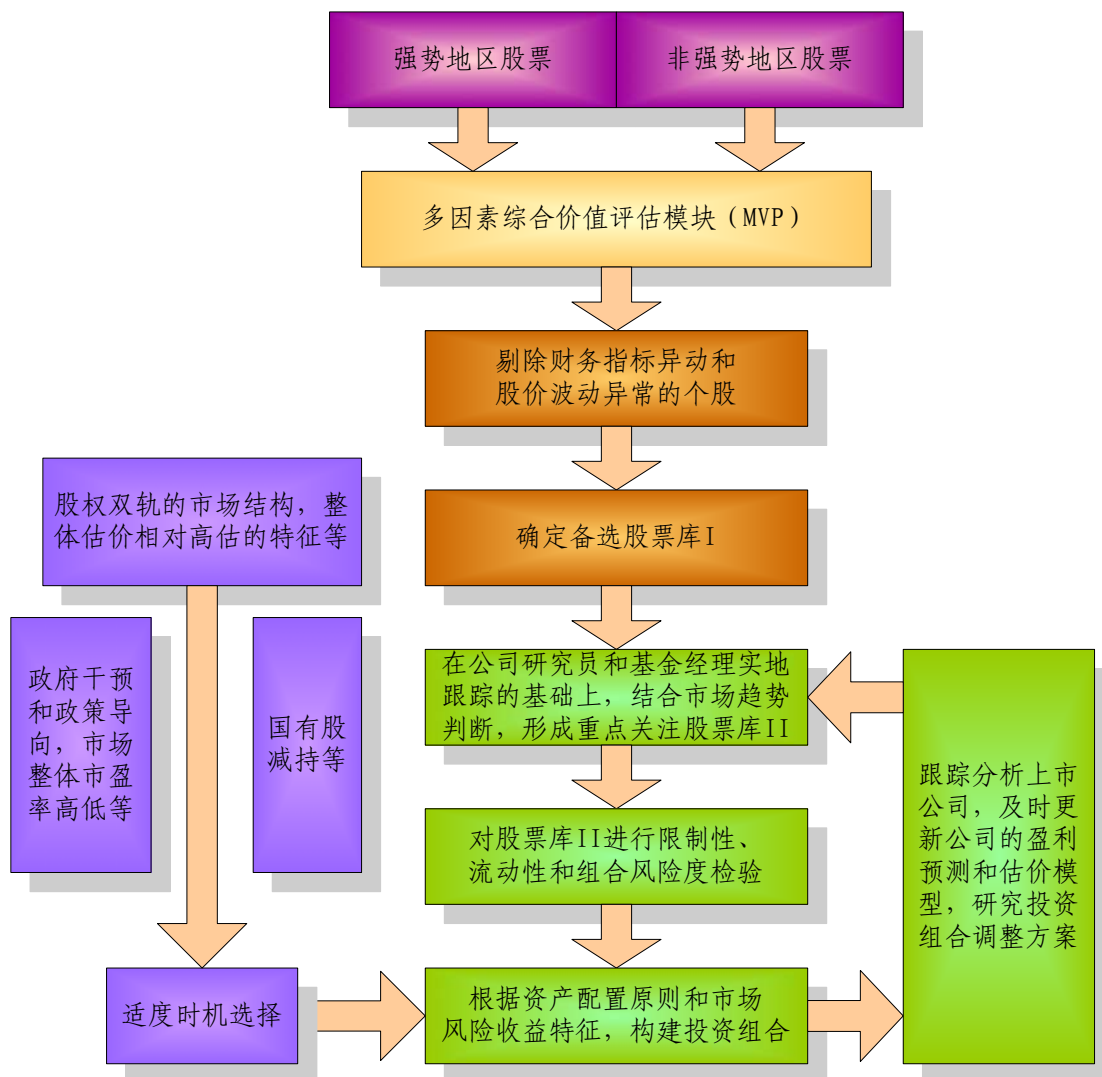 强势地区股票
非强势地区股票
多因素综合价值评估模块（MVP）
剔除财务指标异动和
股价波动异常的个股
确定备选股票库I
股权双轨的市场结构，整
体估价相对高估的特征等
政府干预
和政策导
向，市场
整体市盈
率高低等
国有股
减持等
适度时机选择
在公司研究员和基金经理实地
跟踪的基础上，结合市场趋势
判断，形成重点关注股票库II
对股票库II进行限制性、
流动性和组合风险度检验
根据资产配置原则和市场
风险收益特征，构建投资组合
跟踪分析上市
公司，及时更
新公司的盈利
预测和估价模
型，研究投资
组合调整方案